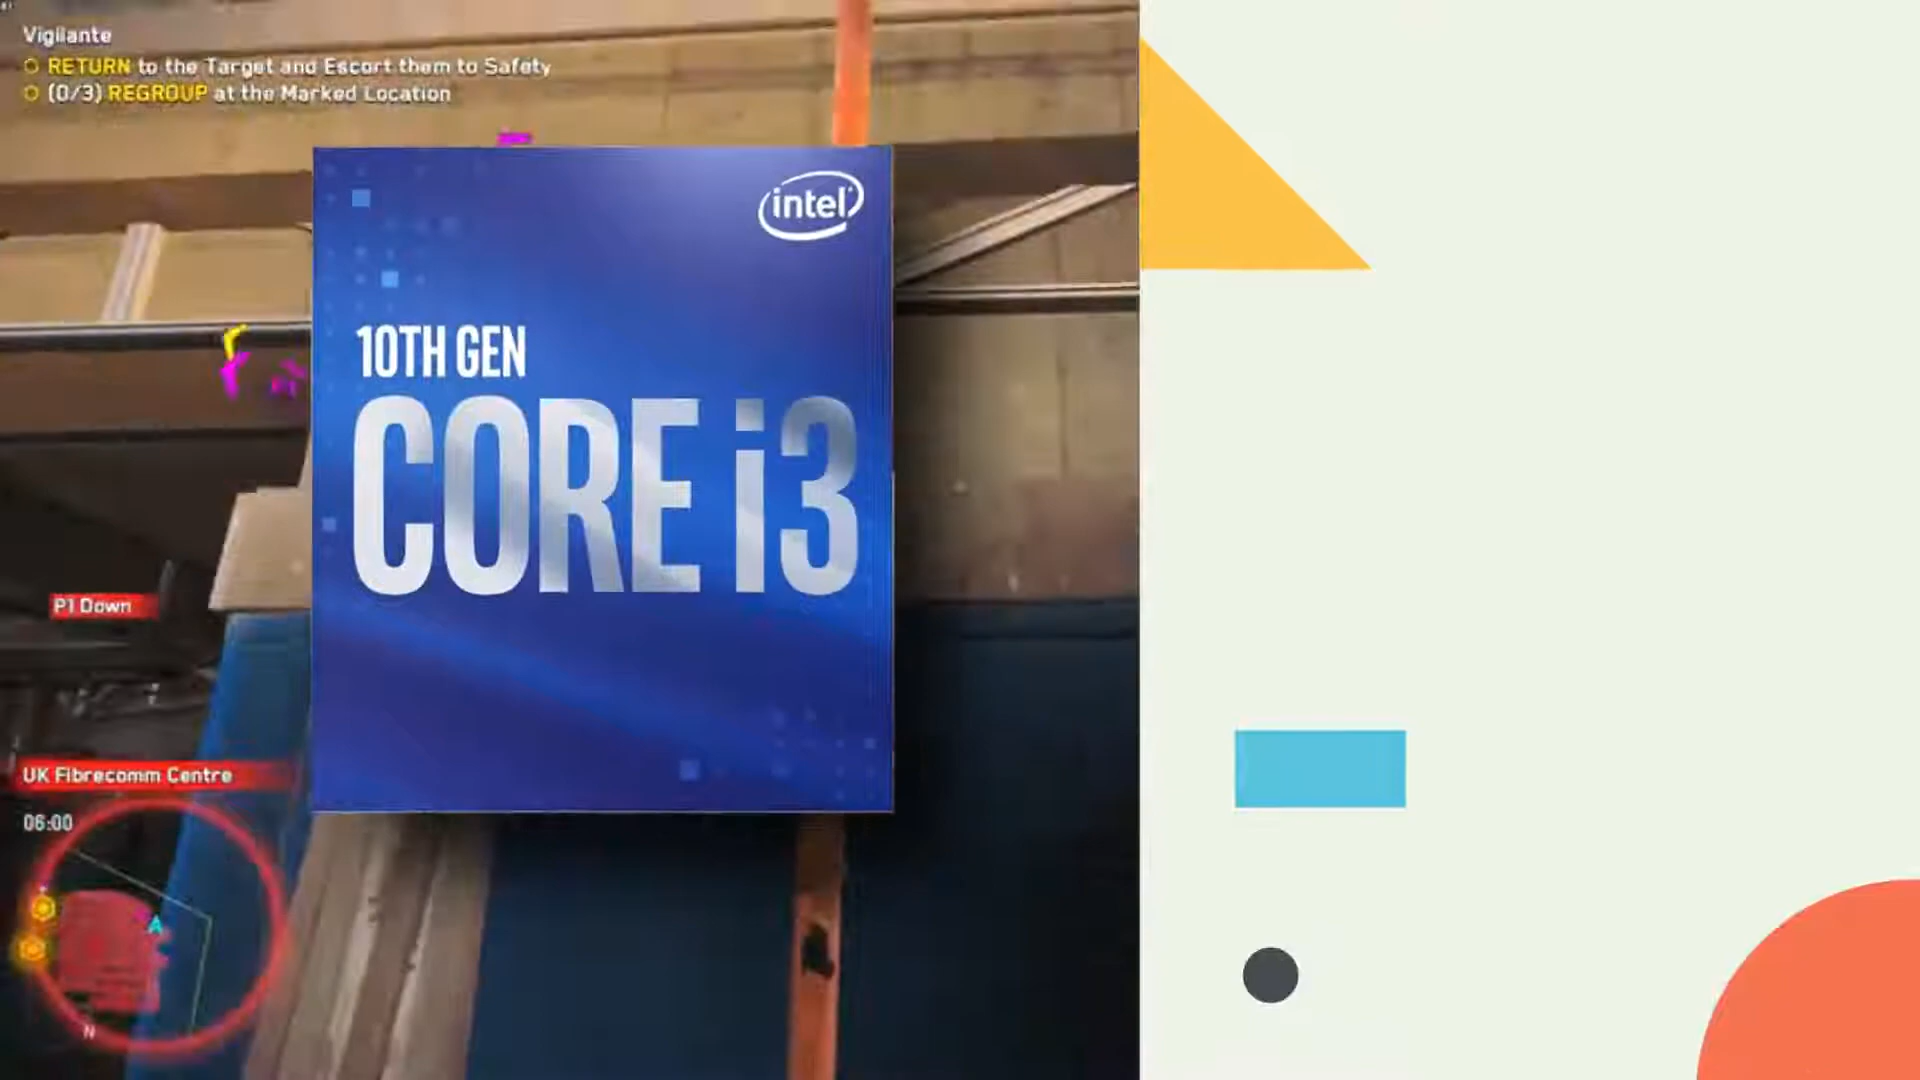 Vigilante
RETURN to the Target and Escort them to Safety
(0/3) REGROUP at the Marked Location
intel
10TH GEN
CORE i3
P1 Down
UK Fibrecomm Centre
06:00
A
N